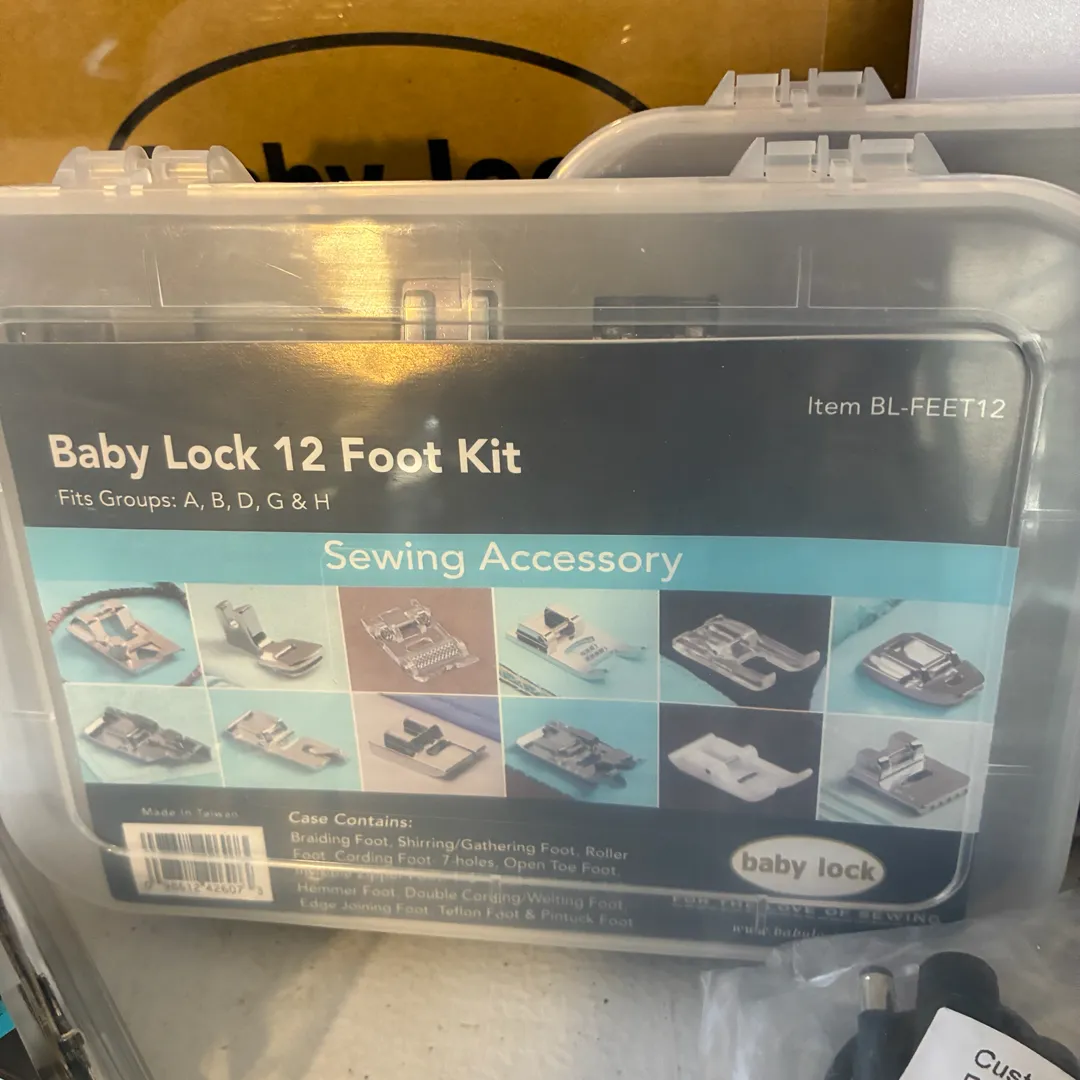 Item BL-FEET12
Baby Lock 12 Foot Kit
Fits Groups: A, B, D, G & H
Sewing Accessory
Made in Taiwan
Case Contains:
Braiding Foot, Shirring/Gathering Foot, Roller
Foot, Cording Foot- 7-holes, Open Toe Foot,
Hemmer Foot, Double Cording/Welting Foot,
Edge Joining Foot, Teflon Foot & Pintuck Foot
42607 3
baby lock
FOR THE LOVE OF SEWING